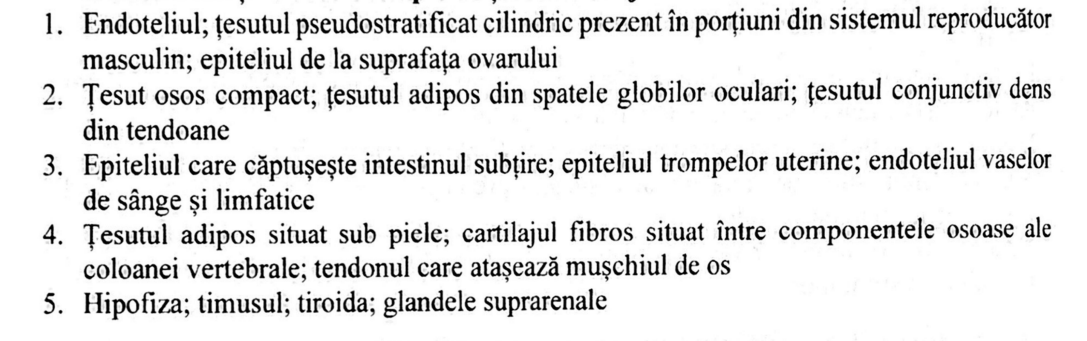 1. Endoteliul; țesutul pseudostratificat cilindric prezent în porțiuni din sistemul reproducător
masculin; epiteliul de la suprafața ovarului
2. Țesut osos compact; țesutul adipos din spatele globilor oculari; țesutul conjunctiv dens
din tendoane
3. Epiteliul care căptușește intestinul subțire; epiteliul trompelor uterine; endoteliul vaselor
de sânge și limfatice
4. Țesutul adipos situat sub piele; cartilajul fibros situat între componentele osoase ale
coloanei vertebrale; tendonul care atașează mușchiul de os
5. Hipofiza; timusul; tiroida; glandele suprarenale